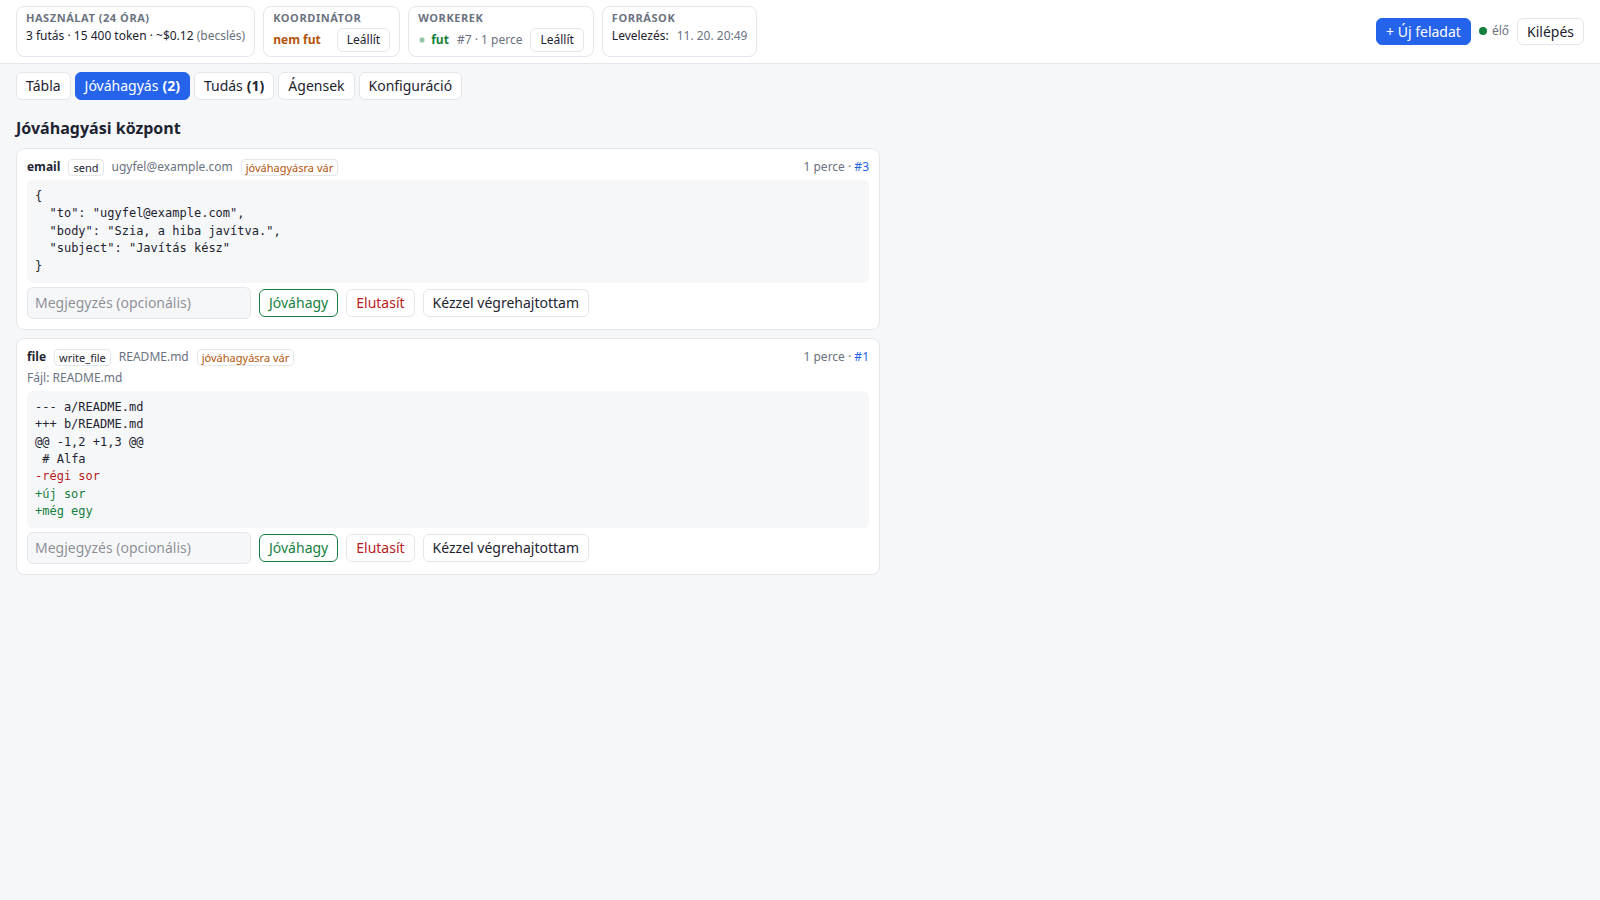 HASZNÁLAT (24 ÓRA)
3 futás · 15 400 token · ~$0.12 (becslés)
KOORDINÁTOR
nem fut Leállít
WORKEREK
fut #7 · 1 perce Leállít
FORRÁSOK
Levelezés: 11. 20. 20:49
+ Új feladat
élő
Kilépés
Tábla
Jóváhagyás (2)
Tudás (1)
Ágensek
Konfiguráció
Jóváhagyási központ
email send ugyfel@example.com jóváhagyásra vár 1 perce · #3
{
"to": "ugyfel@example.com",
"body": "Szia, a hiba javítva.",
"subject": "Javítás kész"
}
Megjegyzés (opcionális) Jóváhagy Elutasít Kézzel végrehajtottam
file write_file README.md jóváhagyásra vár 1 perce · #1
Fájl: README.md
--- a/README.md
+++ b/README.md
@@ -1,2 +1,3 @@
# Alfa
-régi sor
+új sor
+még egy
Megjegyzés (opcionális) Jóváhagy Elutasít Kézzel végrehajtottam